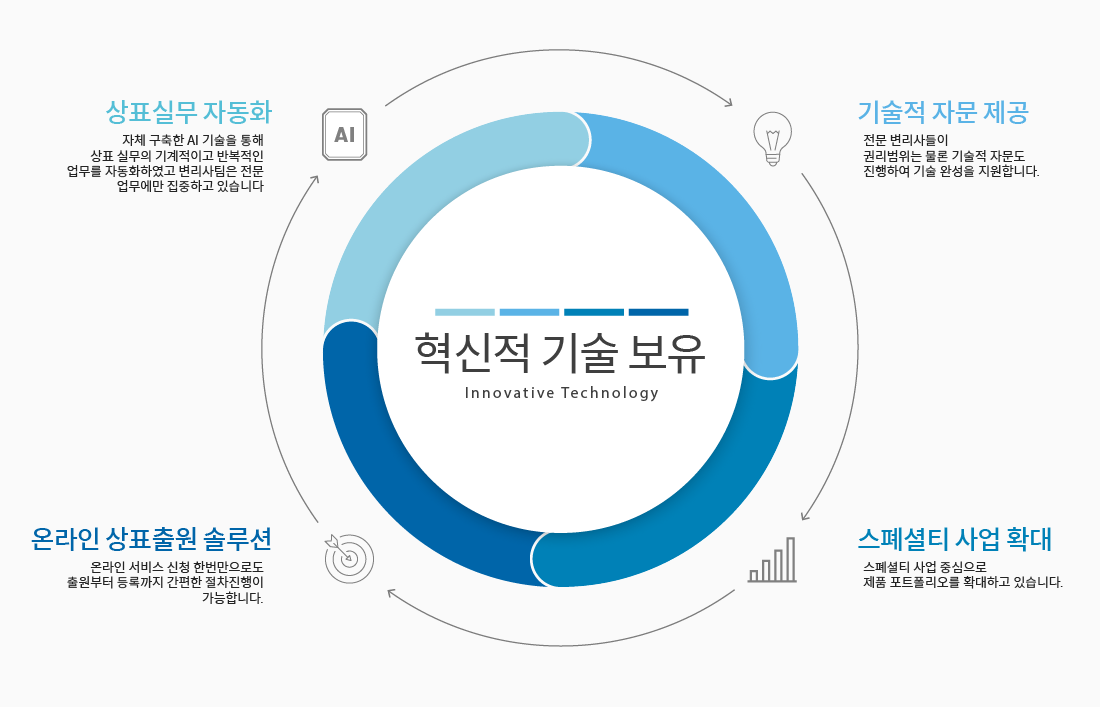 상표실무 자동화
자체 구축한 AI 기술을 통해
상표 실무의 기계적이고 반복적인
업무를 자동화하였고 변리사팀은 전문
업무에만 집중하고 있습니다
AI
기술적 자문 제공
전문 변리사들이
권리범위는 물론 기술적 자문도
진행하여 기술 완성을 지원합니다.
혁신적 기술 보유
Innovative Technology
온라인 상표출원 솔루션
온라인 서비스 신청 한번만으로도
출원부터 등록까지 간편한 절차진행이
가능합니다.
스페셜티 사업 확대
스페셜티 사업 중심으로
제품 포트폴리오를 확대하고 있습니다.